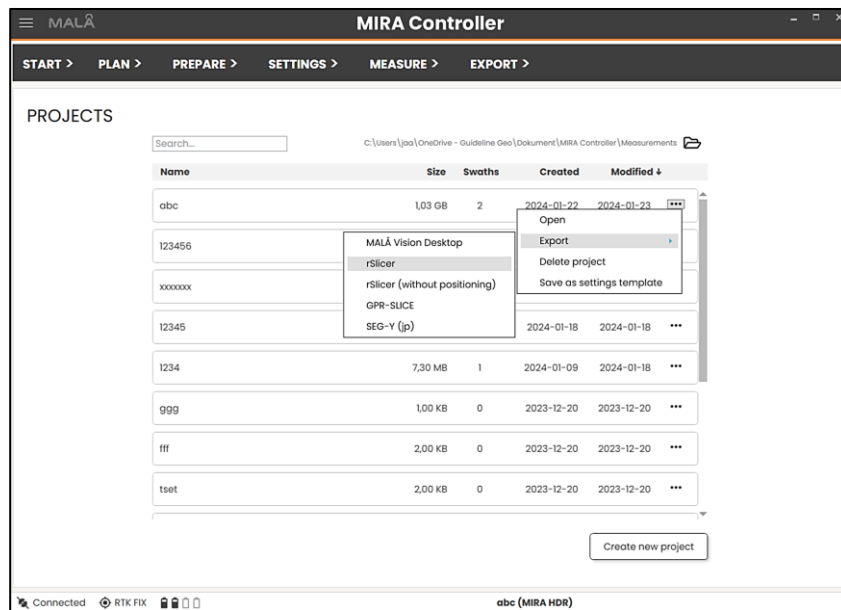 MALÅ
MIRA Controller
START > PLAN > PREPARE > SETTINGS > MEASURE > EXPORT >
PROJECTS
Search... C:\Users\jaa\OneDrive - Guideline Geo\Dokument\MIRA Controller\Measurements
Name Size Swaths Created Modified ↓
abc 1,03 GB 2 2024-01-22 2024-01-23 •••
Open
Export
Delete project
Save as settings template
MALÅ Vision Desktop
rSlicer
rSlicer (without positioning)
GPR-SLICE
SEG-Y (jp)
123456
xxxxxxx
12345 2024-01-18 2024-01-18 •••
1234 7,30 MB 1 2024-01-09 2024-01-18 •••
ggg 1,00 KB 0 2023-12-20 2023-12-20 •••
fff 2,00 KB 0 2023-12-20 2023-12-20 •••
tset 2,00 KB 0 2023-12-20 2023-12-20 •••
Create new project
Connected RTK FIX abc (MIRA HDR)